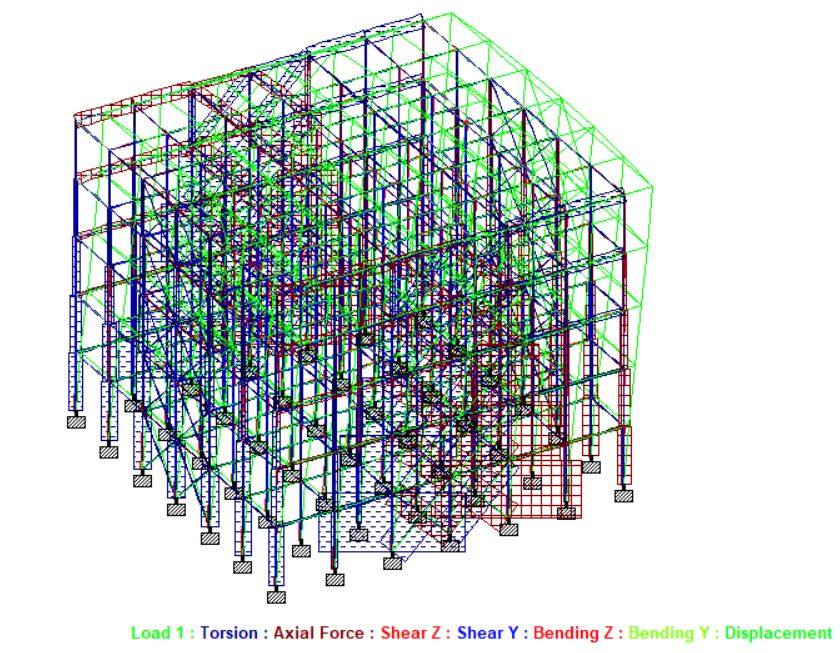 Load 1 : Torsion : Axial Force : Shear Z : Shear Y : Bending Z : Bending Y : Displacement